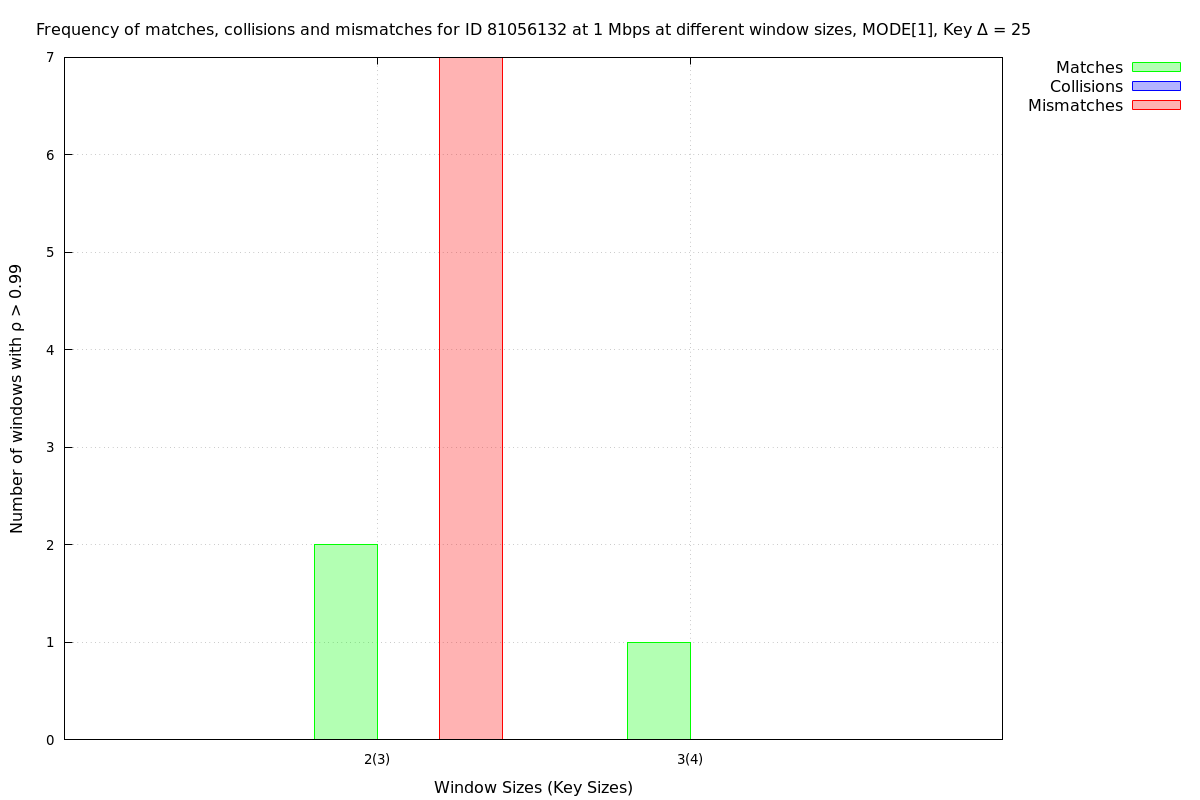 Frequency of matches, collisions and mismatches for ID 81056132 at 1 Mbps at different window sizes, MODE[1], Key Δ = 25
Matches
Collisions
Mismatches
Number of windows with ρ > 0.99
7
6
5
4
3
2
1
0
2(3)
3(4)
Window Sizes (Key Sizes)